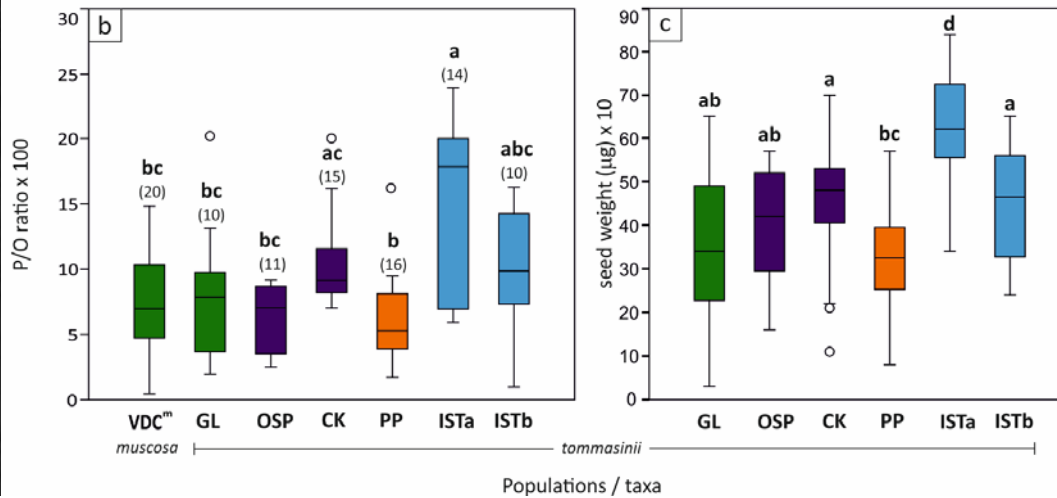 b
P/O ratio x 100
30
25
20
15
10
5
0
bc
(20)
bc
(10)
bc
(11)
ac
(15)
b
(16)
a
(14)
abc
(10)
VDCᵐ GL OSP CK PP ISTa ISTb
muscosa
c
seed weight (µg) x 10
90
80
70
60
50
40
30
20
10
0
ab
ab
a
bc
d
a
GL OSP CK PP ISTa ISTb
tommasinii
Populations / taxa